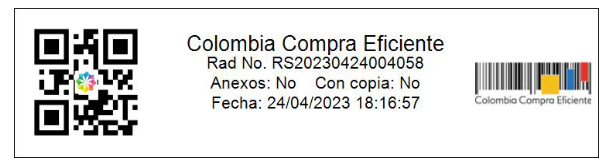 Colombia Compra Eficiente
Rad No. RS20230424004058
Anexos: No Con copia: No
Fecha: 24/04/2023 18:16:57
Colombia Compra Eficiente